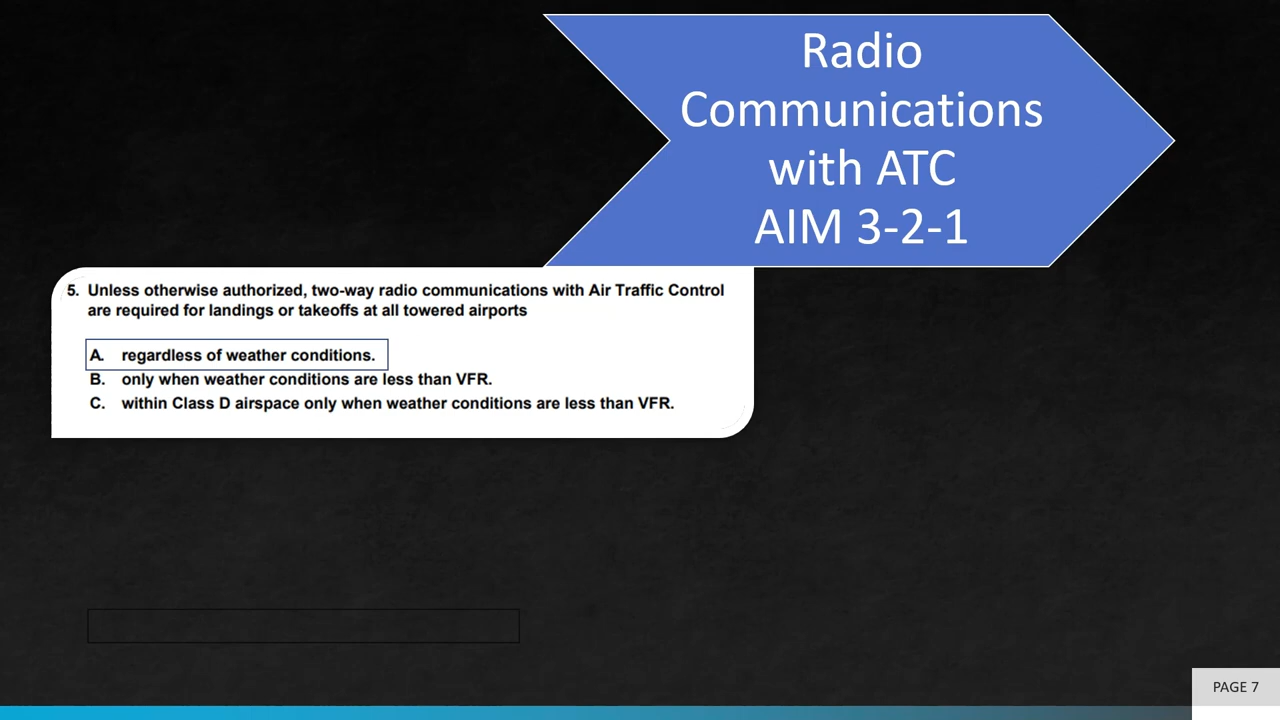 Radio
Communications
with ATC
AIM 3-2-1
5. Unless otherwise authorized, two-way radio communications with Air Traffic Control
are required for landings or takeoffs at all towered airports
A. regardless of weather conditions.
B. only when weather conditions are less than VFR.
C. within Class D airspace only when weather conditions are less than VFR.
PAGE 7